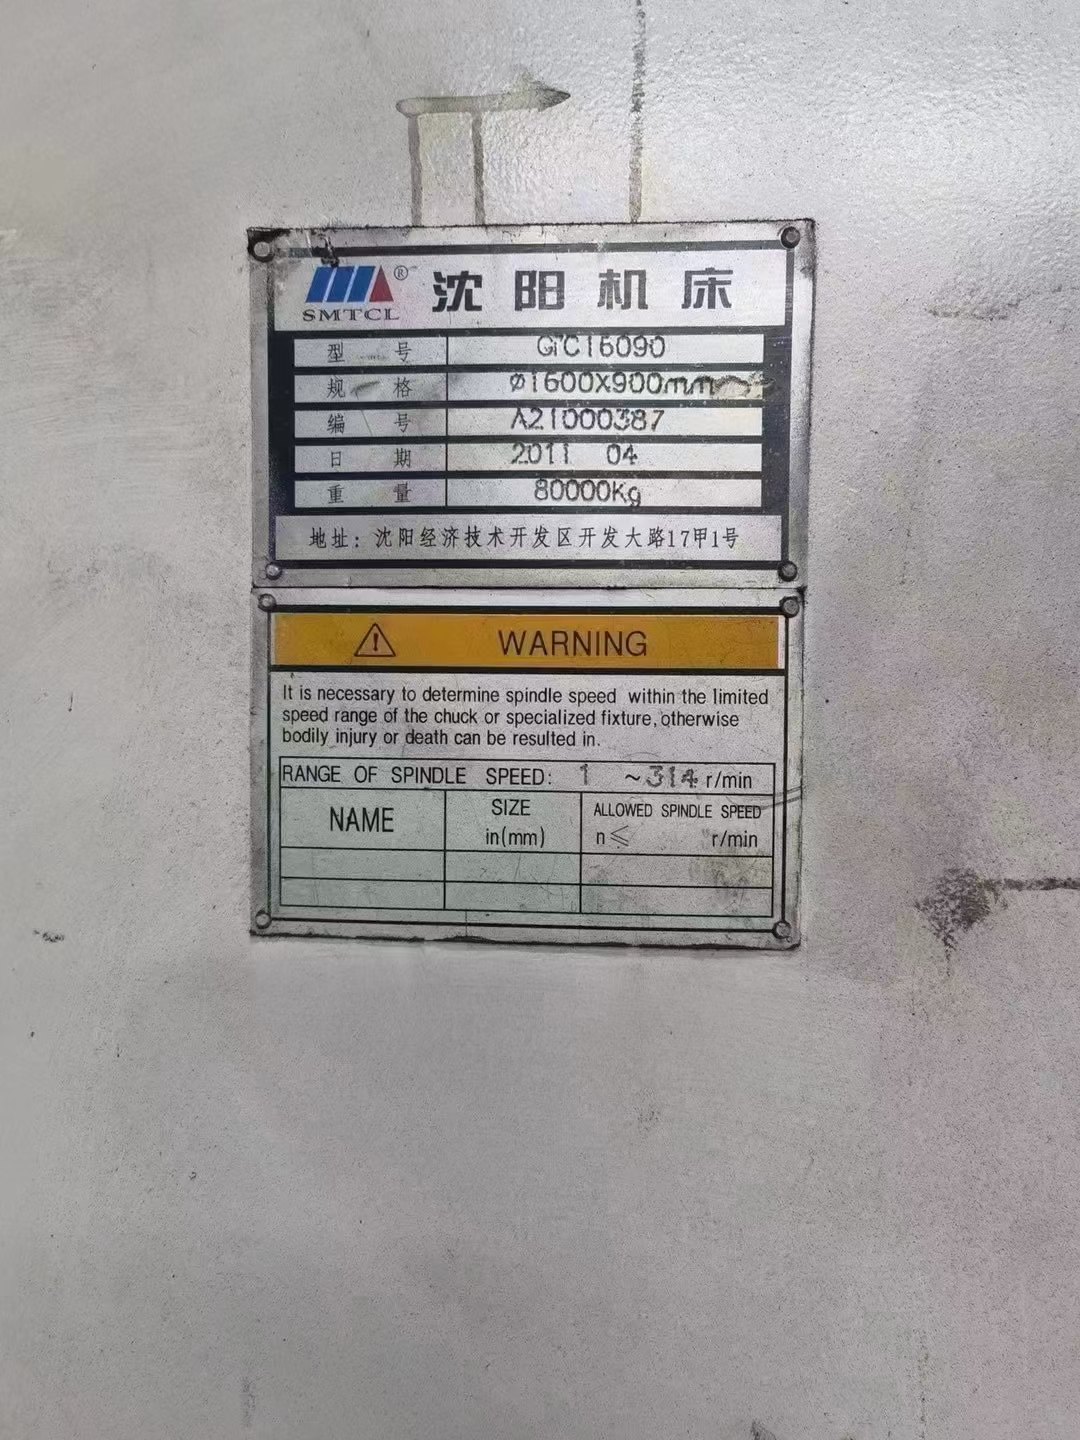 SMTCL ® 沈阳机床
型号 GTC16090
规格 Ø1600X900mm
编号 A21000387
日期 2011 04
重量 80000Kg
地址：沈阳经济技术开发区开发大路17甲1号
WARNING
It is necessary to determine spindle speed within the limited
speed range of the chuck or specialized fixture, otherwise
bodily injury or death can be resulted in.
RANGE OF SPINDLE SPEED: 1 ~314 r/min
NAME SIZE in(mm) ALLOWED SPINDLE SPEED n≤ r/min